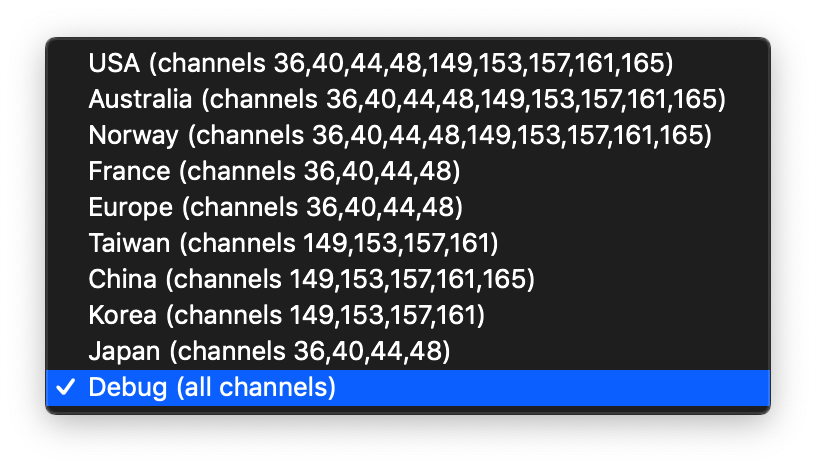 USA (channels 36,40,44,48,149,153,157,161,165)
Australia (channels 36,40,44,48,149,153,157,161,165)
Norway (channels 36,40,44,48,149,153,157,161,165)
France (channels 36,40,44,48)
Europe (channels 36,40,44,48)
Taiwan (channels 149,153,157,161)
China (channels 149,153,157,161,165)
Korea (channels 149,153,157,161)
Japan (channels 36,40,44,48)
✓ Debug (all channels)